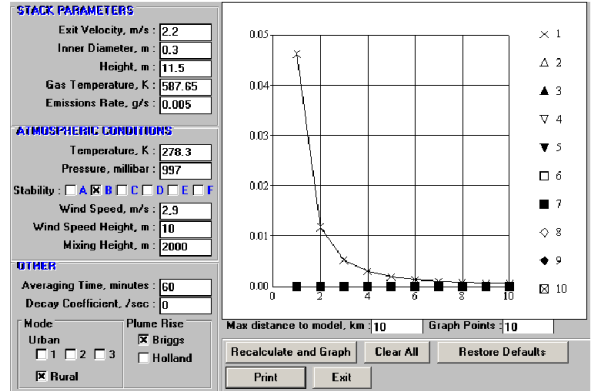 STACK PARAMETERS
Exit Velocity, m/s : 2.2
Inner Diameter, m : 0.3
Height, m : 11.5
Gas Temperature, K : 587.65
Emissions Rate, g/s : 0.005
ATMOSPHERIC CONDITIONS
Temperature, K : 278.3
Pressure, millibar : 997
Stability : A B C D E F
Wind Speed, m/s : 2.9
Wind Speed Height, m : 10
Mixing Height, m : 2000
OTHER
Averaging Time, minutes : 60
Decay Coefficient, /sec : 0
Mode
Urban
1 2 3
Rural
Plume Rise
Briggs
Holland
0.05
0.04
0.03
0.02
0.01
0.00
0 2 4 6 8 10
1
2
3
4
5
6
7
8
9
10
Max distance to model, km : 10 Graph Points : 10
Recalculate and Graph Clear All Restore Defaults
Print Exit